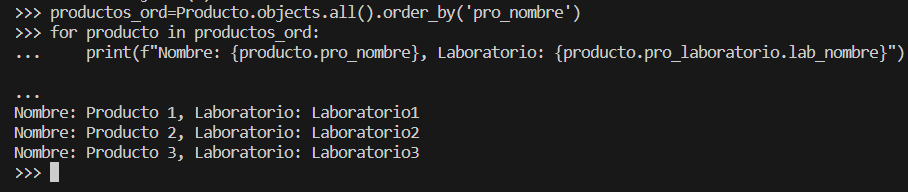 >>> productos_ord=Producto.objects.all().order_by('pro_nombre')
>>> for producto in productos_ord:
...     print(f"Nombre: {producto.pro_nombre}, Laboratorio: {producto.pro_laboratorio.lab_nombre}")
...
Nombre: Producto 1, Laboratorio: Laboratorio1
Nombre: Producto 2, Laboratorio: Laboratorio2
Nombre: Producto 3, Laboratorio: Laboratorio3
>>>